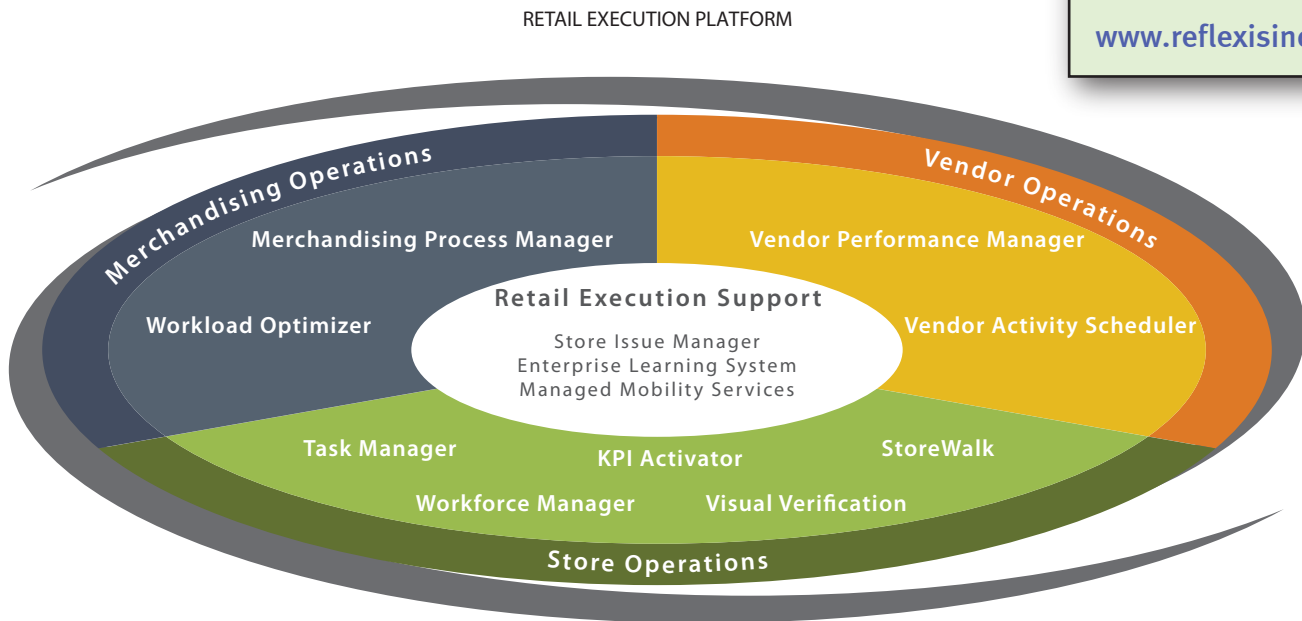 RETAIL EXECUTION PLATFORM
www.reflexisinc
Merchandising Operations
Vendor Operations
Merchandising Process Manager
Vendor Performance Manager
Retail Execution Support
Workload Optimizer
Vendor Activity Scheduler
Store Issue Manager
Enterprise Learning System
Managed Mobility Services
Task Manager
KPI Activator
StoreWalk
Workforce Manager
Visual Verification
Store Operations